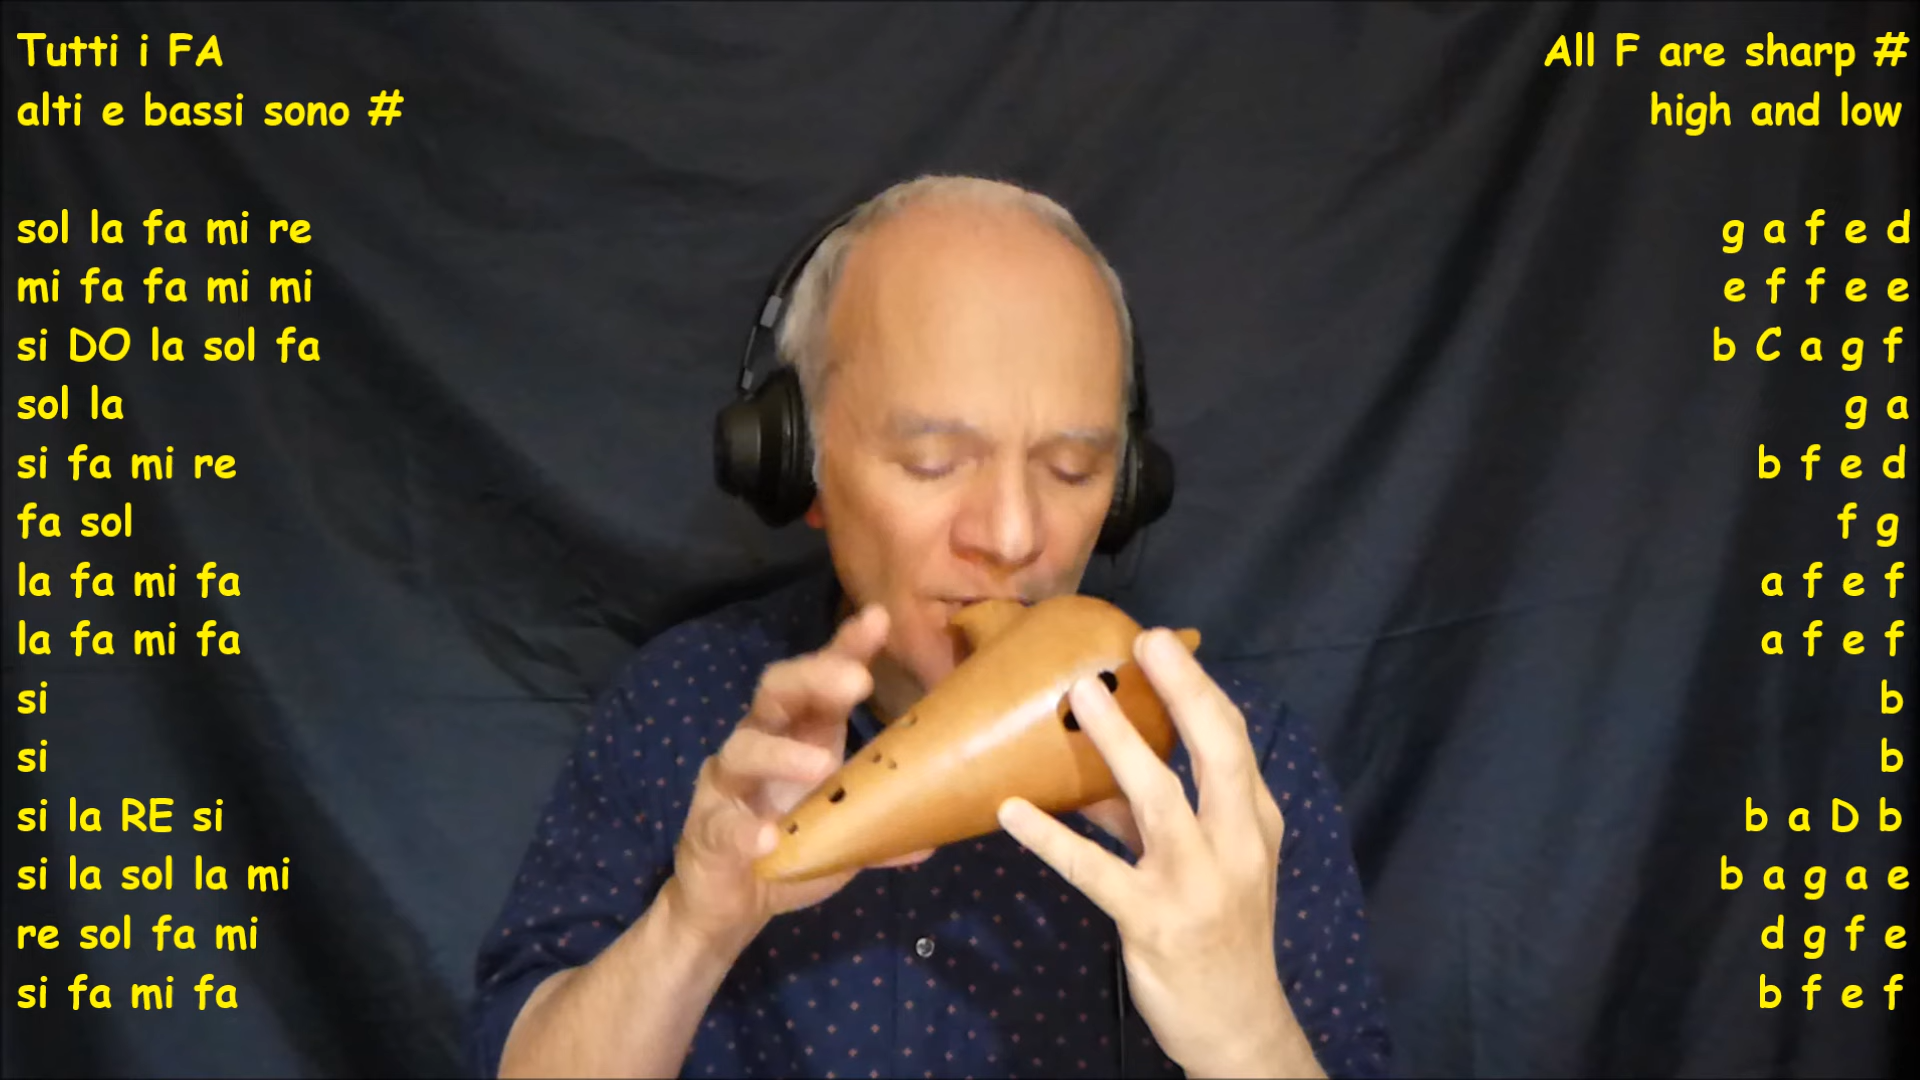 Tutti i FA
alti e bassi sono #
sol la fa mi re
mi fa fa mi mi
si DO la sol fa
sol la
si fa mi re
fa sol
la fa mi fa
la fa mi fa
si
si
si la RE si
si la sol la mi
re sol fa mi
si fa mi fa
All F are sharp #
high and low
g a f e d
e f f e e
b C a g f
g a
b f e d
f g
a f e f
a f e f
b
b
b a D b
b a g a e
d g f e
b f e f